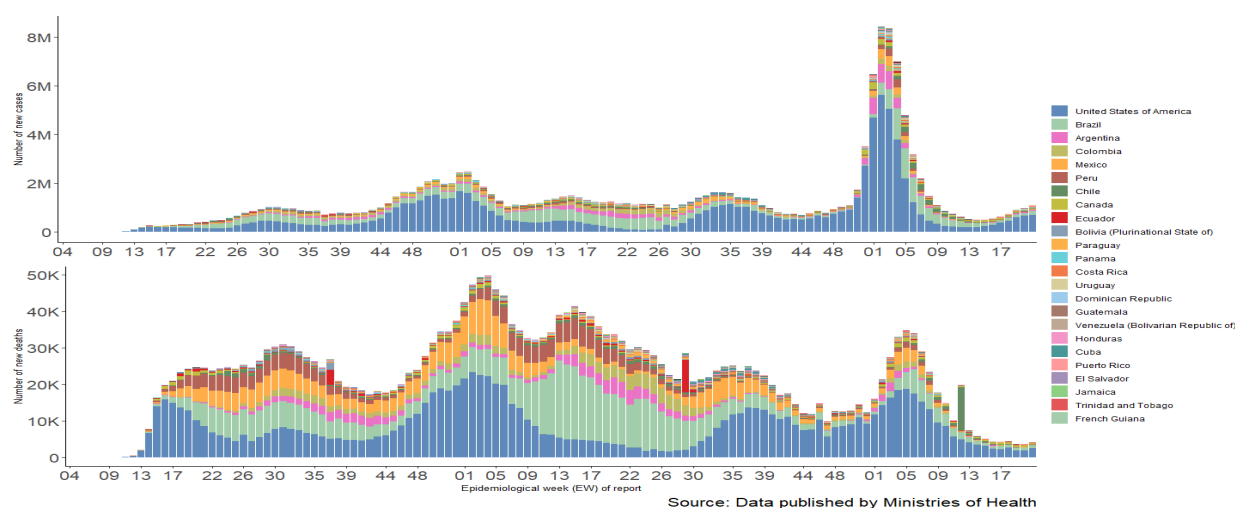 8M
6M
4M
2M
0
Number of new cases
04 09 13 17 22 26 30 35 39 44 48 01 05 09 14 18 22 26 30 35 39 44 48 01 05 09 13 17
50K
40K
30K
20K
10K
0
Number of new deaths
04 09 13 17 22 26 30 35 39 44 48 01 05 09 13 17 22 26 30 35 39 44 48 01 05 09 13 17
Epidemiological week (EW) of report
Source: Data published by Ministries of Health
United States of America
Brazil
Argentina
Colombia
Mexico
Peru
Chile
Canada
Ecuador
Bolivia (Plurinational State of)
Paraguay
Panama
Costa Rica
Uruguay
Dominican Republic
Guatemala
Venezuela (Bolivarian Republic of)
Honduras
Cuba
Puerto Rico
El Salvador
Jamaica
Trinidad and Tobago
French Guiana